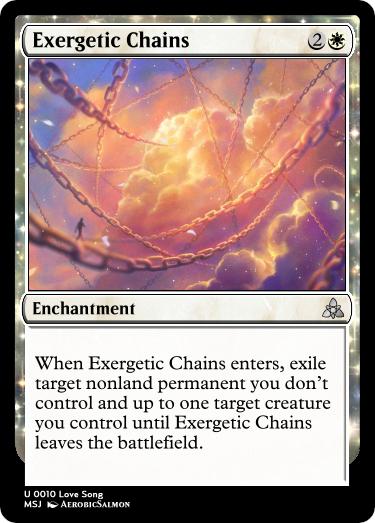 Exergetic Chains 2
Enchantment
When Exergetic Chains enters, exile
target nonland permanent you don't
control and up to one target creature
you control until Exergetic Chains
leaves the battlefield.
U 0010 Love Song
MSJ AEROBICSALMON